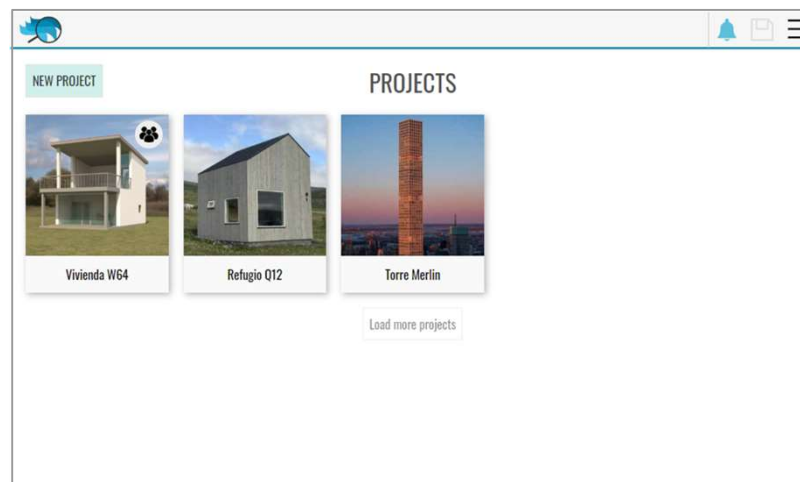 NEW PROJECT
PROJECTS
Vivienda W64
Refugio Q12
Torre Merlin
Load more projects